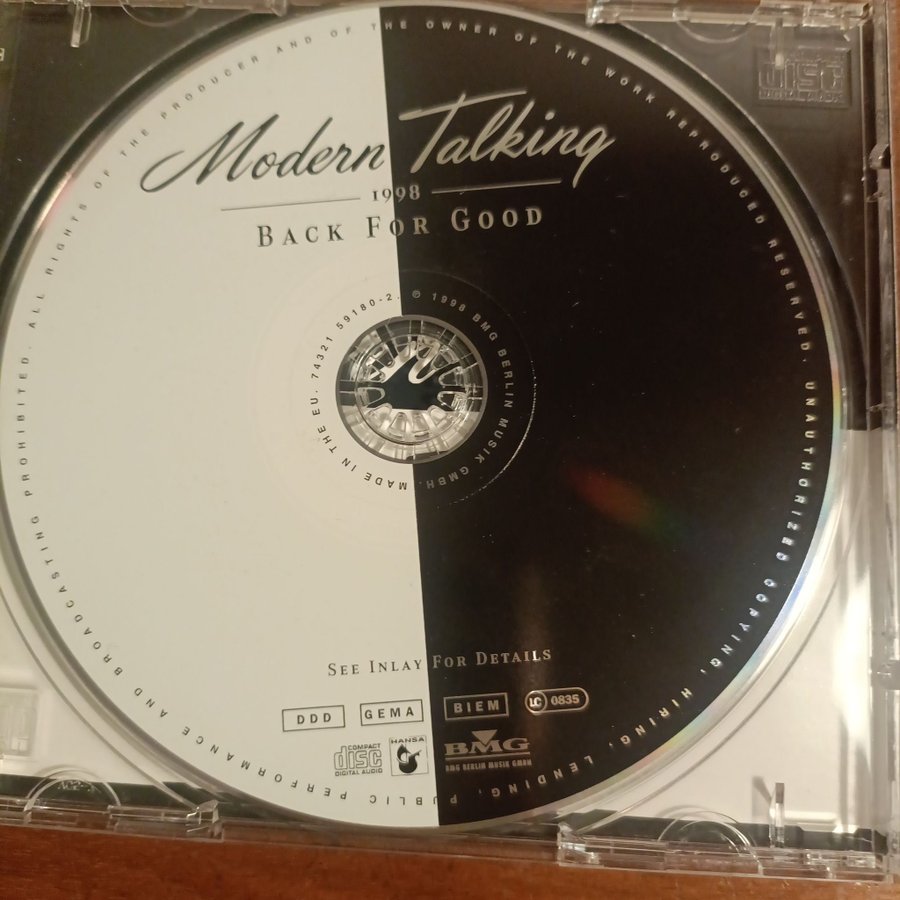 Modern Talking
1998
BACK FOR GOOD
74321 59180-2. ℗ 1998 BMG BERLIN MUSIK GMBH. MADE IN THE EU.
SEE INLAY FOR DETAILS
DDD
GEMA
BIEM
LC 0835
COMPACT
disc
DIGITAL AUDIO
HANSA
BMG
BMG BERLIN MUSIK GMBH
ALL RIGHTS OF THE PRODUCER AND OF THE OWNER OF THE WORK REPRODUCED RESERVED. UNAUTHORIZED COPYING, HIRING, LENDING, PUBLIC PERFORMANCE AND BROADCASTING PROHIBITED.
disc
DIGITAL AUDIO